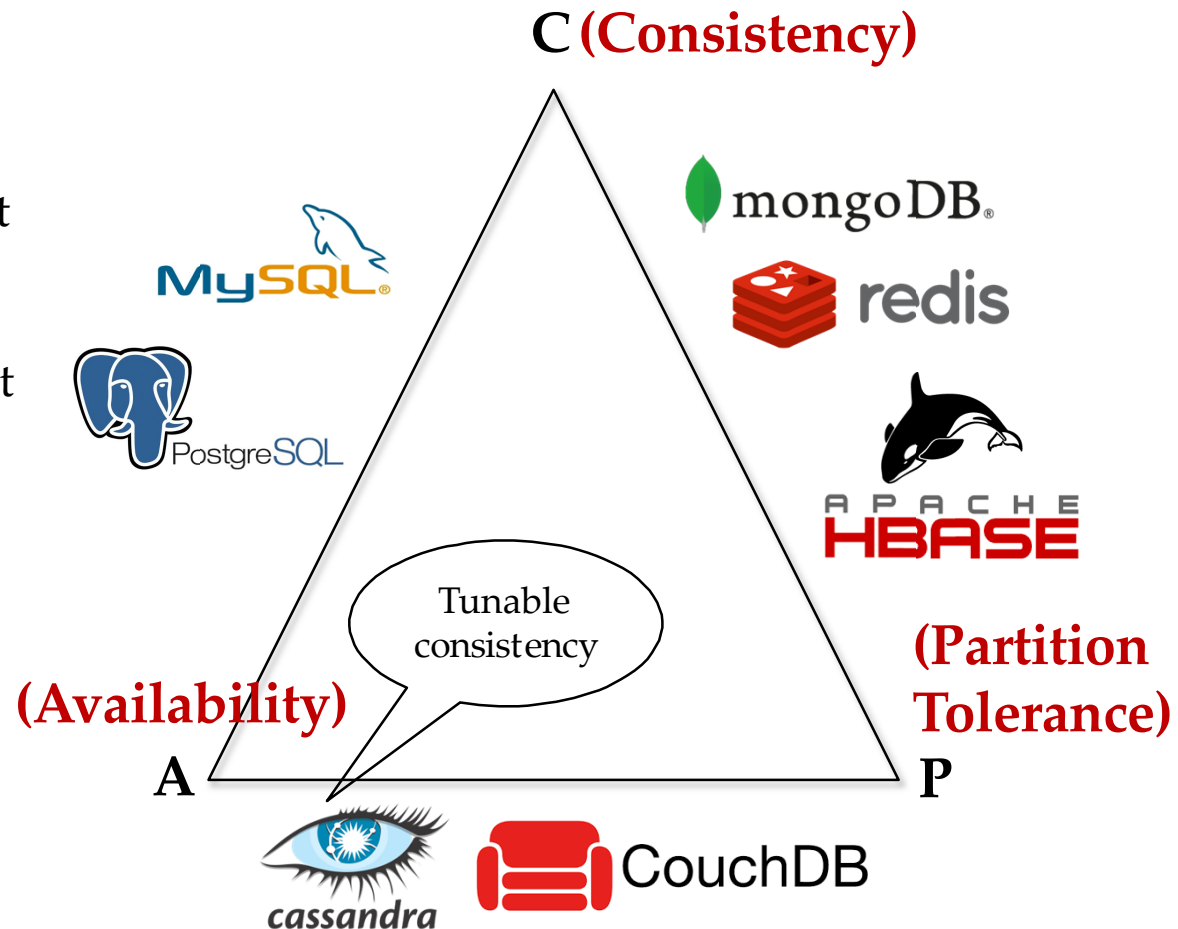 C (Consistency)
t
mongoDB®
MySQL®
redis
t
PostgreSQL
APACHE
HBASE
Tunable
consistency
(Partition
Tolerance)
(Availability)
A
P
cassandra
CouchDB